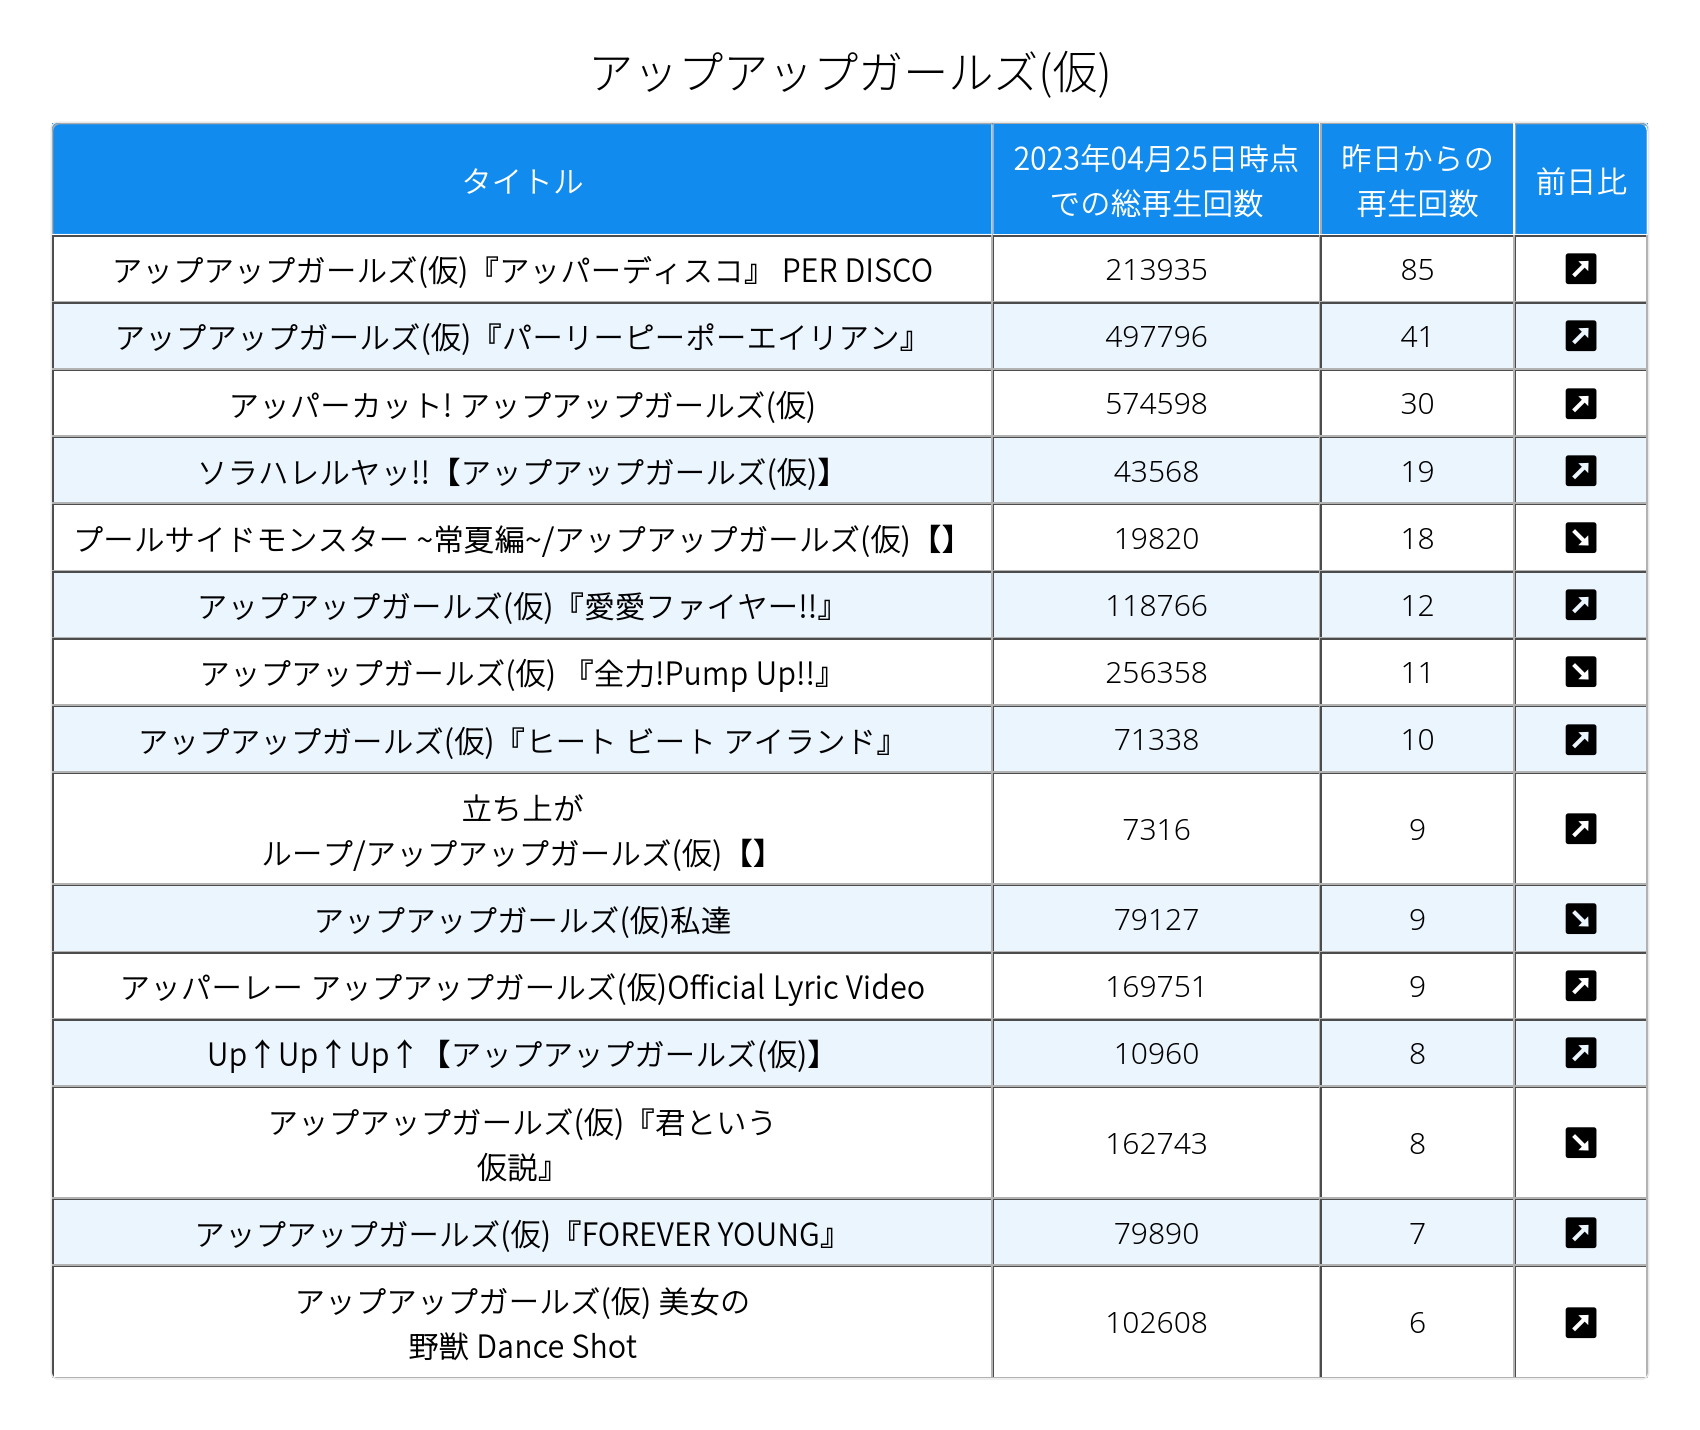 アップアップガールズ(仮)
タイトル
2023年04月25日時点
での総再生回数
昨日からの
再生回数
前日比
アップアップガールズ(仮)『アッパーディスコ』 PER DISCO 213935 85
アップアップガールズ(仮)『パーリーピーポーエイリアン』 497796 41
アッパーカット! アップアップガールズ(仮) 574598 30
ソラハレルヤッ!!【アップアップガールズ(仮)】 43568 19
プールサイドモンスター ~常夏編~/アップアップガールズ(仮)【】 19820 18
アップアップガールズ(仮)『愛愛ファイヤー!!』 118766 12
アップアップガールズ(仮) 『全力!Pump Up!!』 256358 11
アップアップガールズ(仮)『ヒート ビート アイランド』 71338 10
立ち上が
ループ/アップアップガールズ(仮)【】 7316 9
アップアップガールズ(仮)私達 79127 9
アッパーレー アップアップガールズ(仮)Official Lyric Video 169751 9
Up↑Up↑Up↑【アップアップガールズ(仮)】 10960 8
アップアップガールズ(仮)『君という
仮説』 162743 8
アップアップガールズ(仮)『FOREVER YOUNG』 79890 7
アップアップガールズ(仮) 美女の
野獣 Dance Shot 102608 6